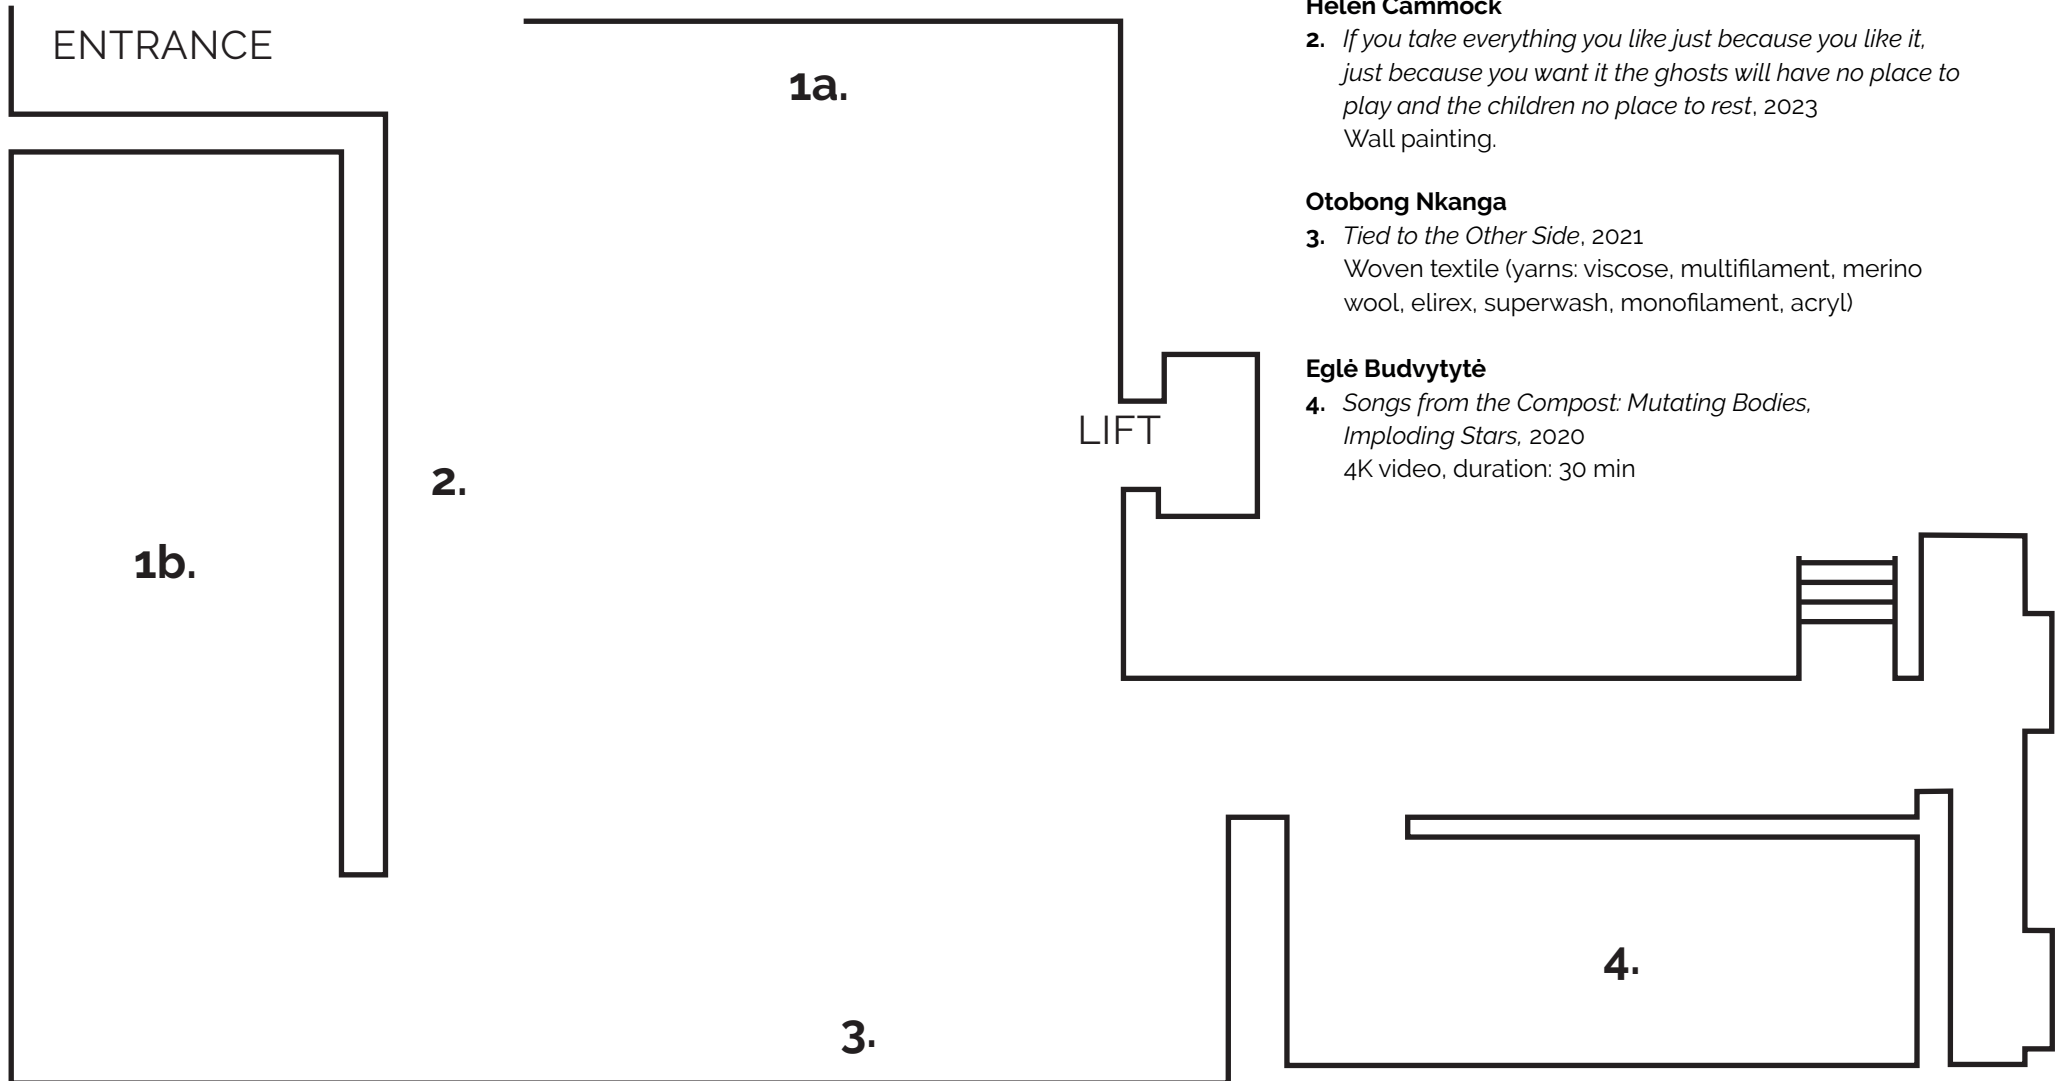 ENTRANCE
1a.
LIFT
2.
1b.
3.
4.
Helen Cammock
2. If you take everything you like just because you like it,
just because you want it the ghosts will have no place to
play and the children no place to rest, 2023
Wall painting.
Otobong Nkanga
3. Tied to the Other Side, 2021
Woven textile (yarns: viscose, multifilament, merino
wool, elirex, superwash, monofilament, acryl)
Eglė Budvytytė
4. Songs from the Compost: Mutating Bodies,
Imploding Stars, 2020
4K video, duration: 30 min